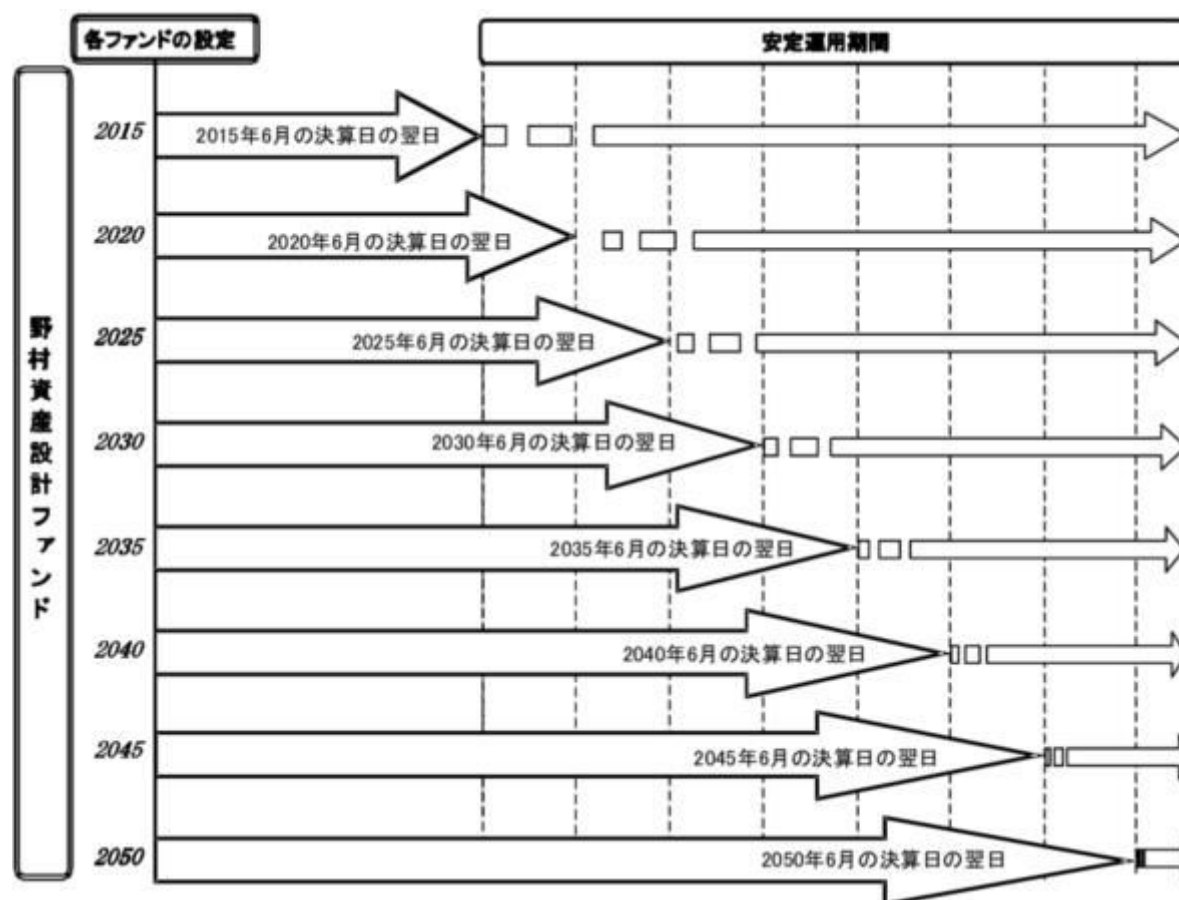 各ファンドの設定
安定運用期間
野村資産設計ファンド
2015
2015年6月の決算日の翌日
2020
2020年6月の決算日の翌日
2025
2025年6月の決算日の翌日
2030
2030年6月の決算日の翌日
2035
2035年6月の決算日の翌日
2040
2040年6月の決算日の翌日
2045
2045年6月の決算日の翌日
2050
2050年6月の決算日の翌日